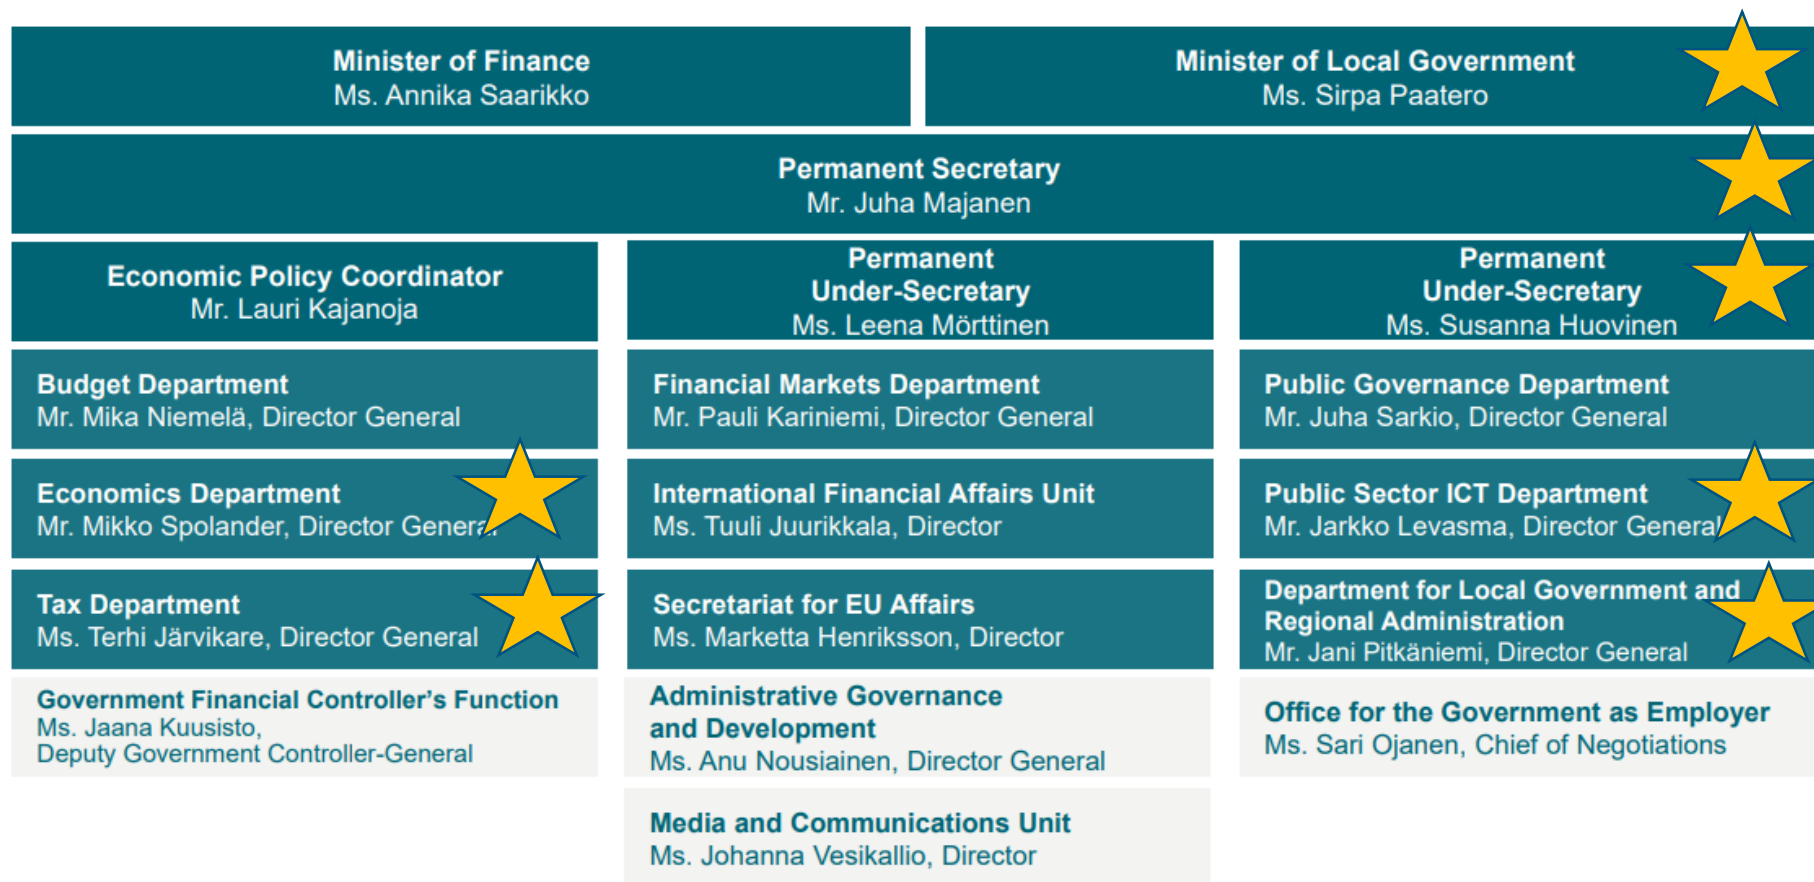 Minister of Finance
Ms. Annika Saarikko
Minister of Local Government
Ms. Sirpa Paatero
Permanent Secretary
Mr. Juha Majanen
Economic Policy Coordinator
Mr. Lauri Kajanoja
Permanent
Under-Secretary
Ms. Leena Mörttinen
Permanent
Under-Secretary
Ms. Susanna Huovinen
Budget Department
Mr. Mika Niemelä, Director General
Financial Markets Department
Mr. Pauli Kariniemi, Director General
Public Governance Department
Mr. Juha Sarkio, Director General
Economics Department
Mr. Mikko Spolander, Director General
International Financial Affairs Unit
Ms. Tuuli Juurikkala, Director
Public Sector ICT Department
Mr. Jarkko Levasma, Director General
Tax Department
Ms. Terhi Järvikare, Director General
Secretariat for EU Affairs
Ms. Marketta Henriksson, Director
Department for Local Government and
Regional Administration
Mr. Jani Pitkäniemi, Director General
Government Financial Controller’s Function
Ms. Jaana Kuusisto,
Deputy Government Controller-General
Administrative Governance
and Development
Ms. Anu Nousiainen, Director General
Office for the Government as Employer
Ms. Sari Ojanen, Chief of Negotiations
Media and Communications Unit
Ms. Johanna Vesikallio, Director